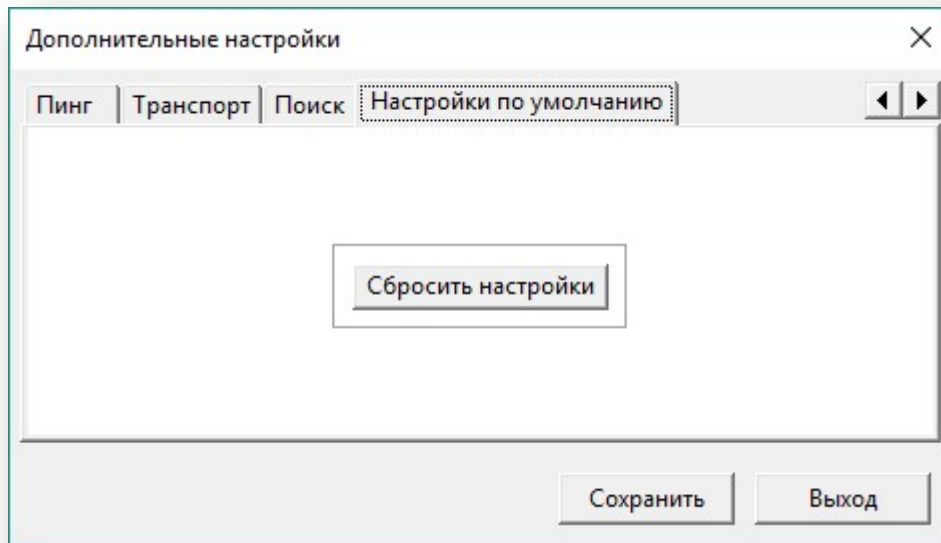 Дополнительные настройки
Пинг Транспорт Поиск Настройки по умолчанию
Сбросить настройки
Сохранить Выход